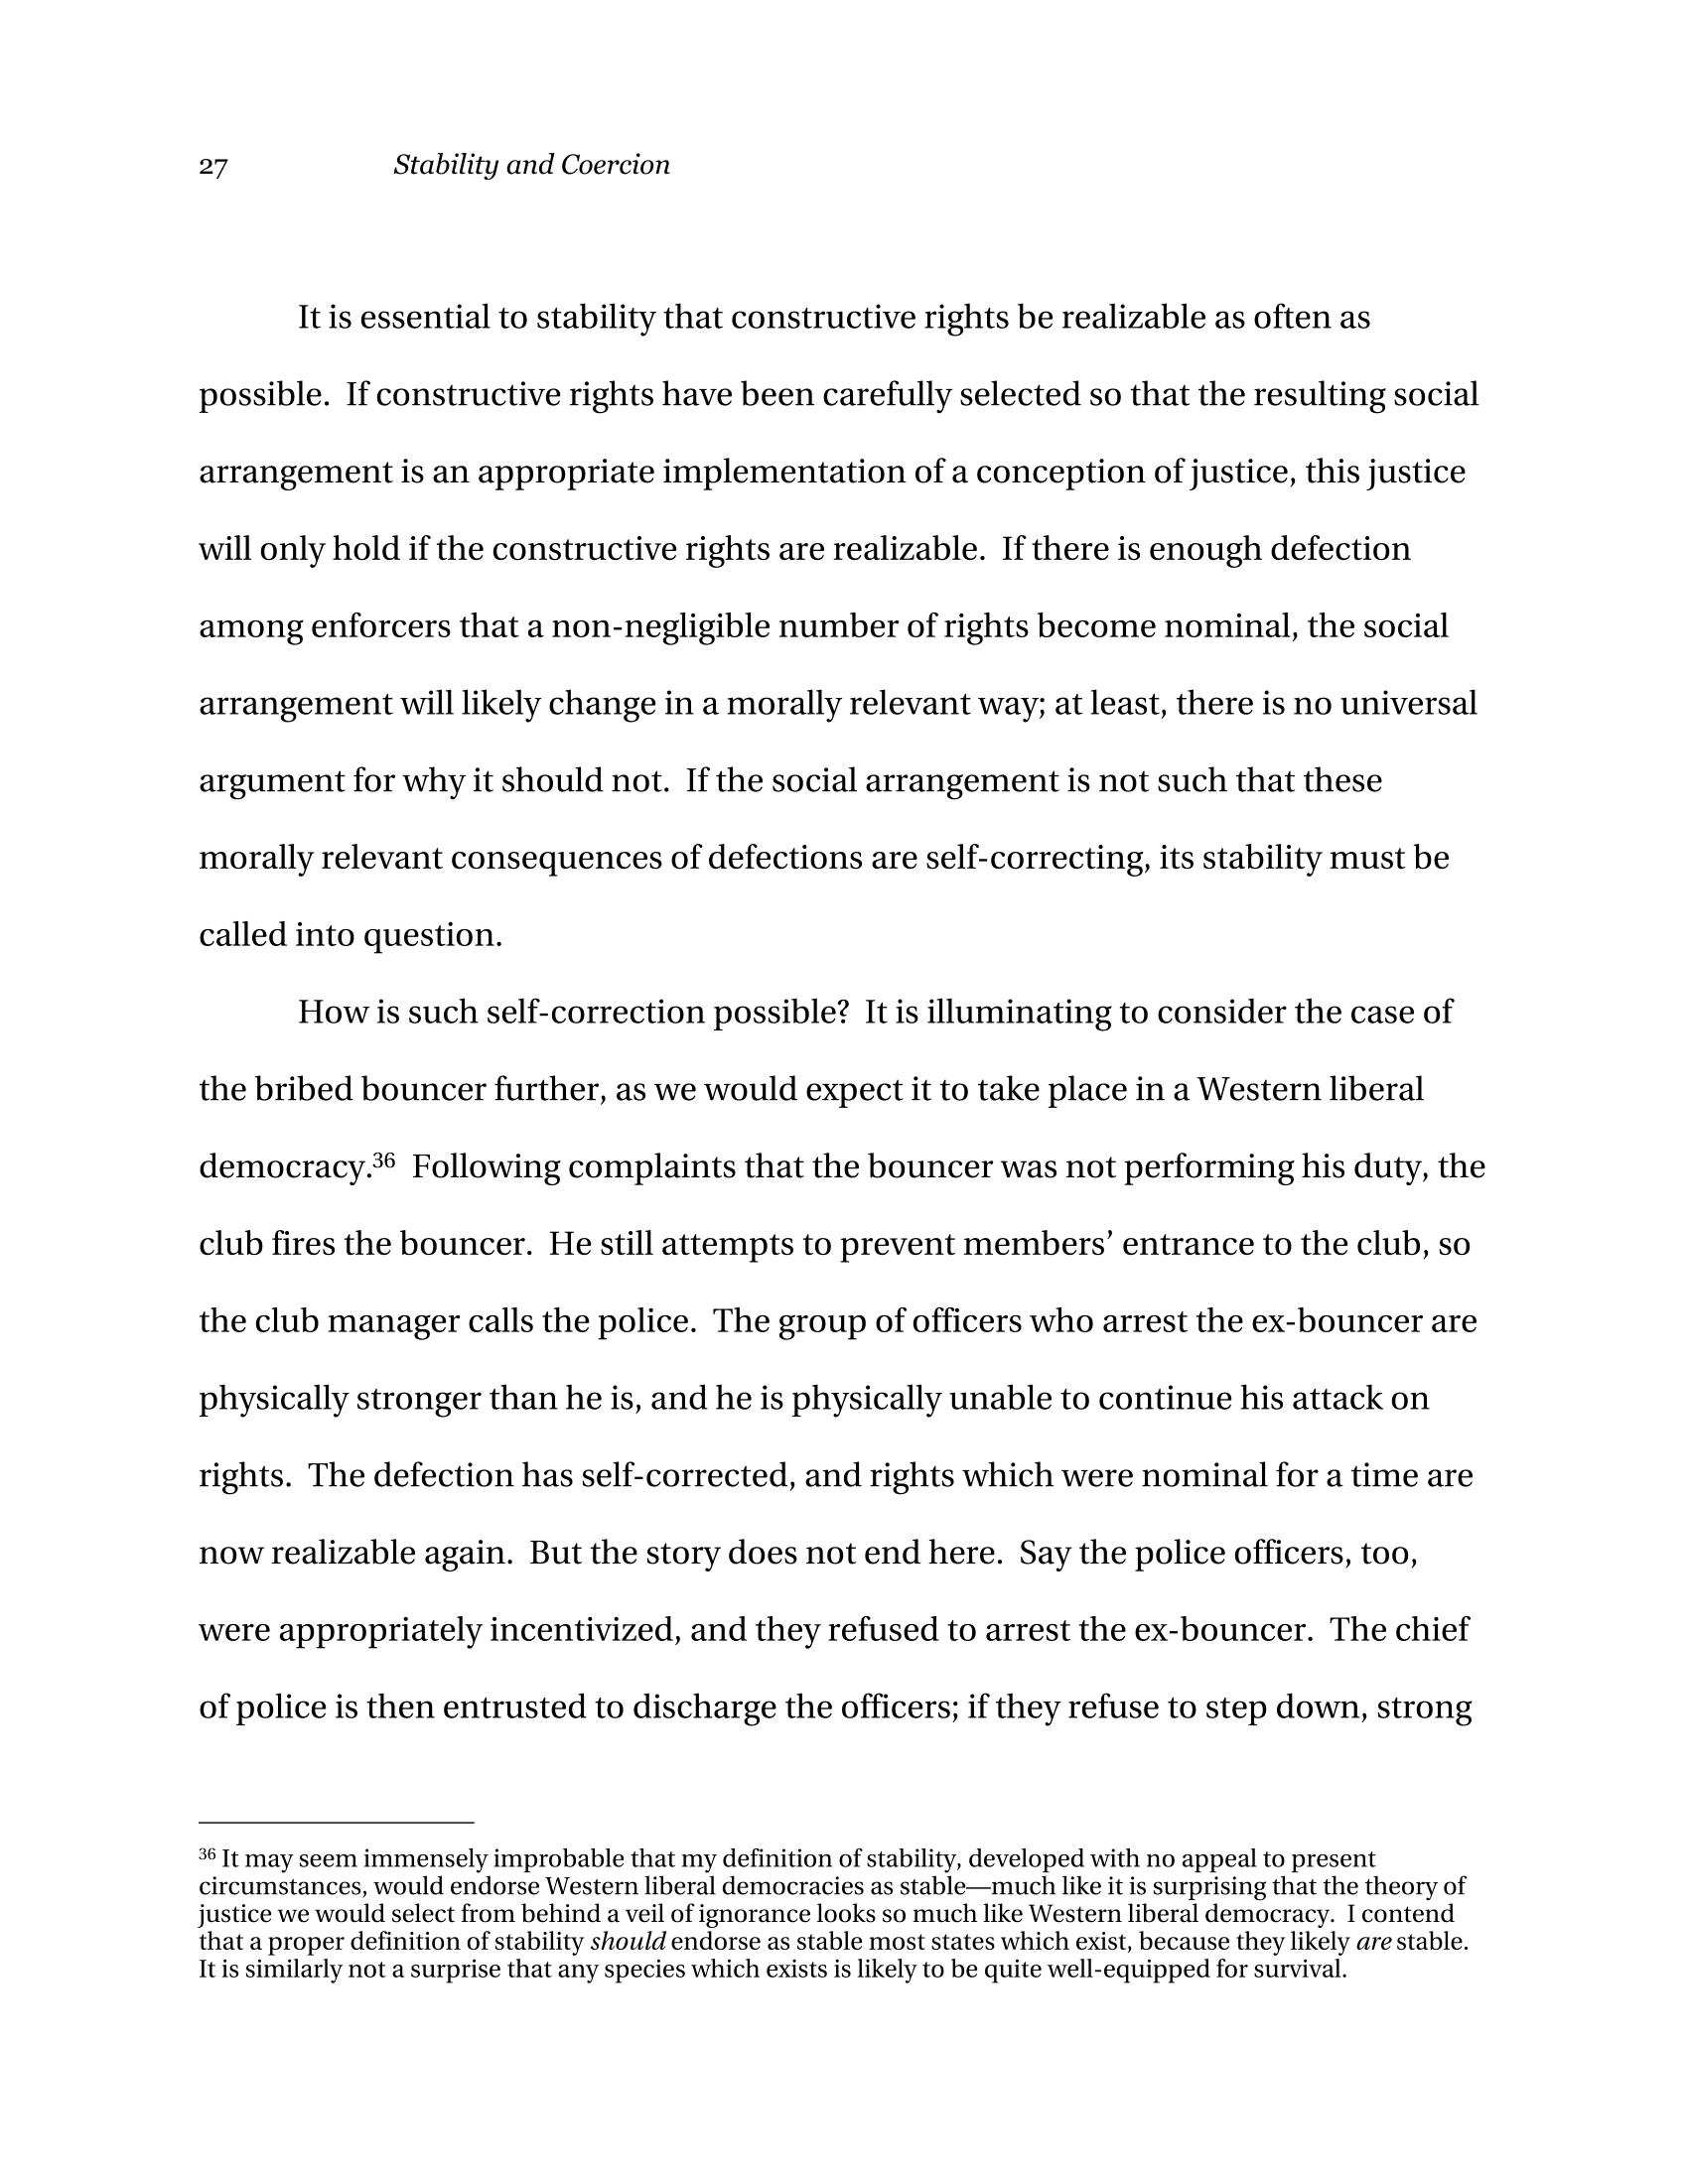 27 Stability and Coercion
It is essential to stability that constructive rights be realizable as often as
possible.  If constructive rights have been carefully selected so that the resulting social
arrangement is an appropriate implementation of a conception of justice, this justice
will only hold if the constructive rights are realizable.  If there is enough defection
among enforcers that a non-negligible number of rights become nominal, the social
arrangement will likely change in a morally relevant way; at least, there is no universal
argument for why it should not.  If the social arrangement is not such that these
morally relevant consequences of defections are self-correcting, its stability must be
called into question.
How is such self-correction possible?  It is illuminating to consider the case of
the bribed bouncer further, as we would expect it to take place in a Western liberal
democracy.³⁶  Following complaints that the bouncer was not performing his duty, the
club fires the bouncer.  He still attempts to prevent members’ entrance to the club, so
the club manager calls the police.  The group of officers who arrest the ex-bouncer are
physically stronger than he is, and he is physically unable to continue his attack on
rights.  The defection has self-corrected, and rights which were nominal for a time are
now realizable again.  But the story does not end here.  Say the police officers, too,
were appropriately incentivized, and they refused to arrest the ex-bouncer.  The chief
of police is then entrusted to discharge the officers; if they refuse to step down, strong
³⁶ It may seem immensely improbable that my definition of stability, developed with no appeal to present
circumstances, would endorse Western liberal democracies as stable—much like it is surprising that the theory of
justice we would select from behind a veil of ignorance looks so much like Western liberal democracy.  I contend
that a proper definition of stability should endorse as stable most states which exist, because they likely are stable.
It is similarly not a surprise that any species which exists is likely to be quite well-equipped for survival.